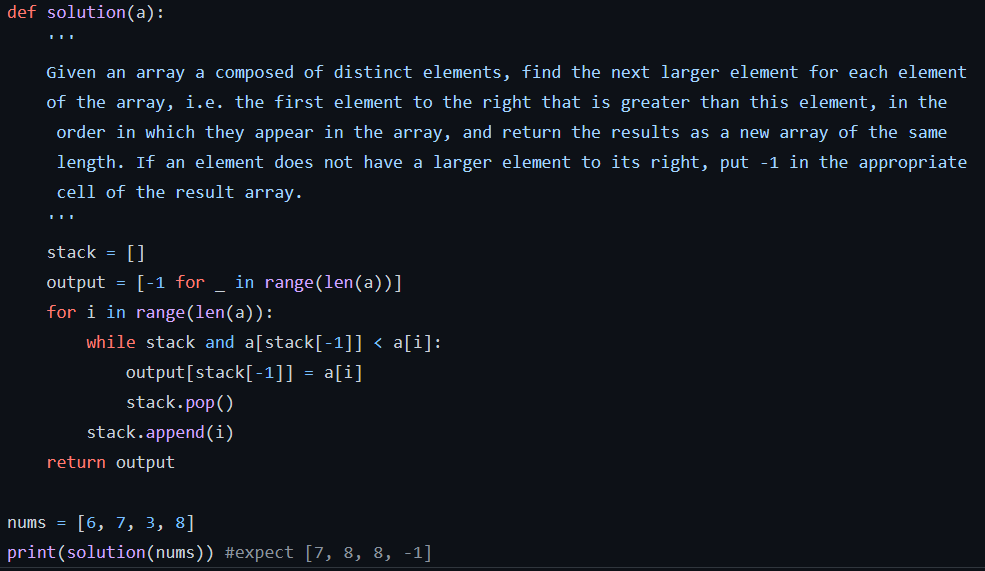 def solution(a):
    '''
    Given an array a composed of distinct elements, find the next larger element for each element
    of the array, i.e. the first element to the right that is greater than this element, in the
     order in which they appear in the array, and return the results as a new array of the same
     length. If an element does not have a larger element to its right, put -1 in the appropriate
     cell of the result array.
    '''
    stack = []
    output = [-1 for _ in range(len(a))]
    for i in range(len(a)):
        while stack and a[stack[-1]] < a[i]:
            output[stack[-1]] = a[i]
            stack.pop()
        stack.append(i)
    return output

nums = [6, 7, 3, 8]
print(solution(nums)) #expect [7, 8, 8, -1]